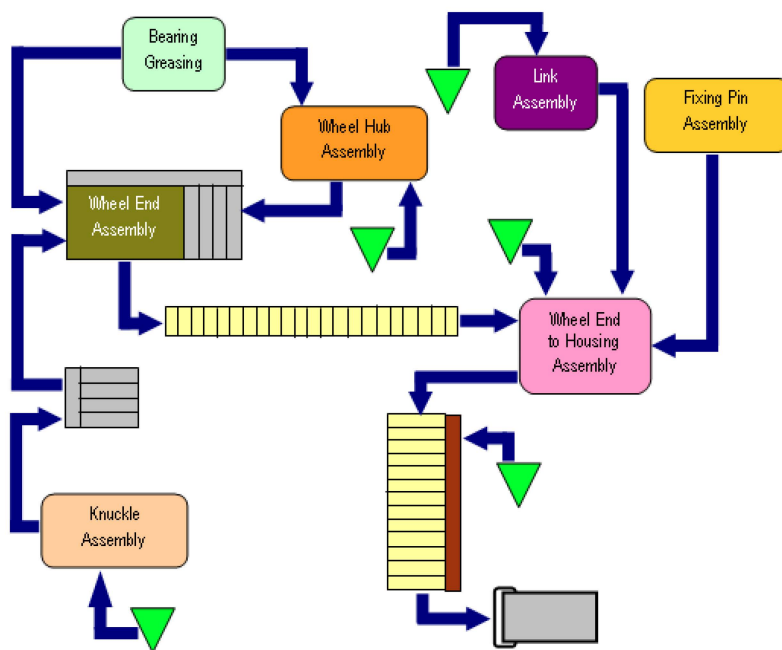 Bearing
Greasing
Link
Assembly
Fixing Pin
Assembly
Wheel Hub
Assembly
Wheel End
Assembly
Wheel End
to Housing
Assembly
Knuckle
Assembly